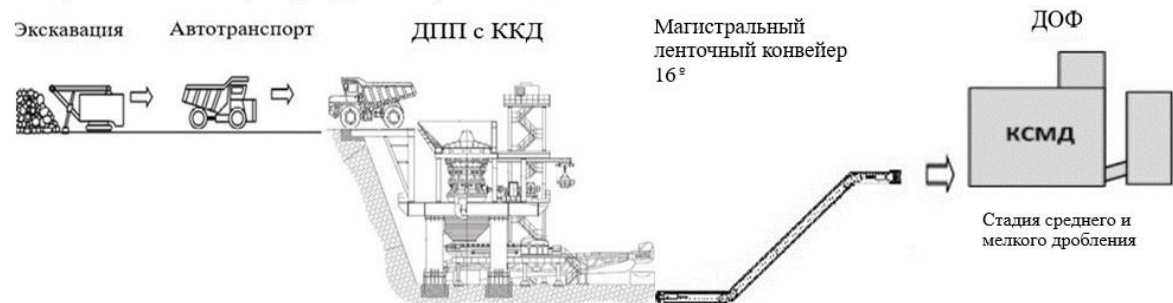 Экскавация
Автотранспорт
ДПП с ККД
Магистральный
ленточный конвейер
16º
ДОФ
КСМД
Стадия среднего и
мелкого дробления